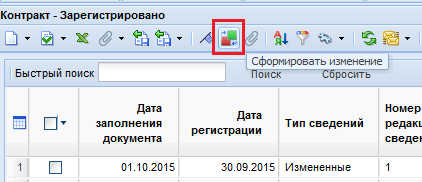 Контракт - Зарегистрировано
Сформировать изменение
Быстрый поиск Поиск Сбросить
Дата заполнения документа
Дата регистрации
Тип сведений
Номер
редак
сведен
1 01.10.2015 30.09.2015 Измененные 1